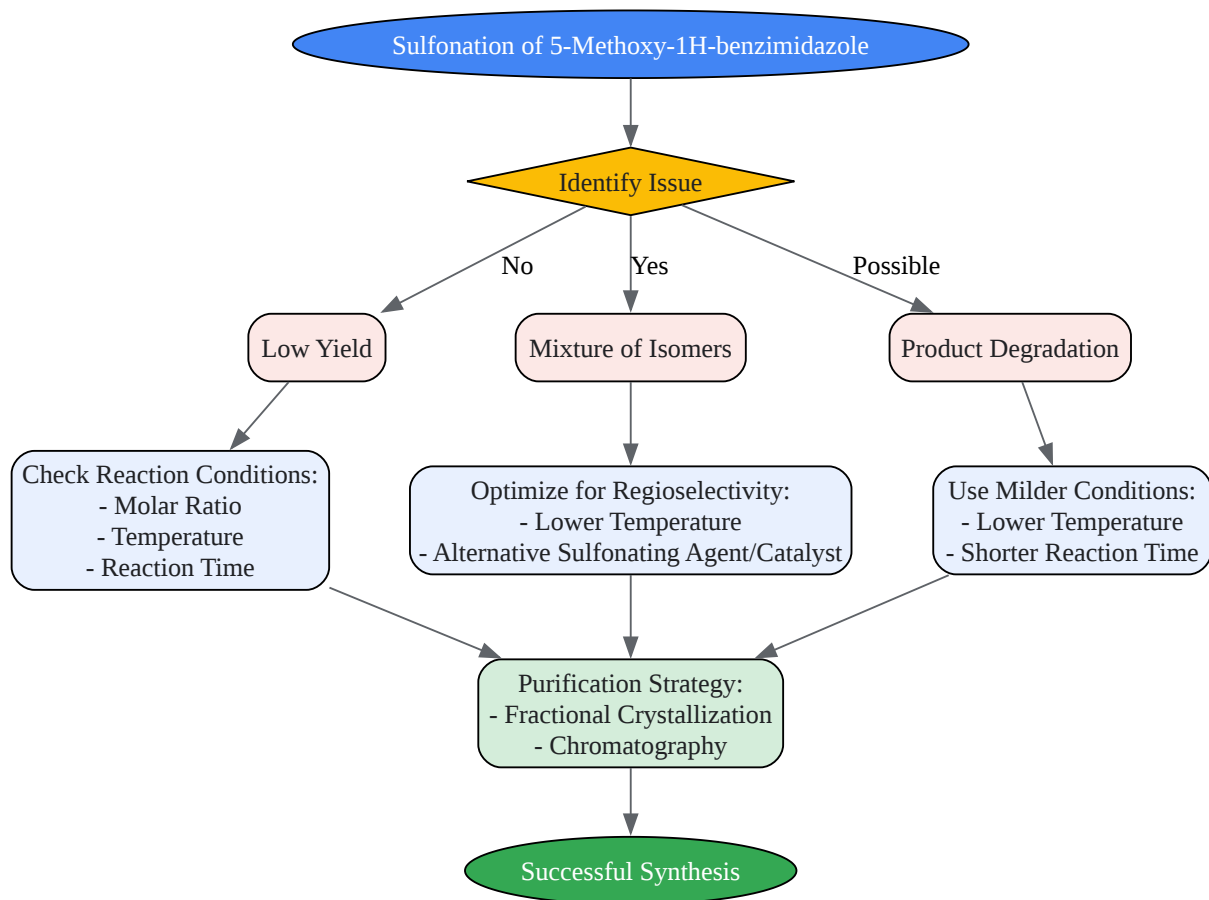 Sulfonation of 5-Methoxy-1H-benzimidazole
Identify Issue
No
Yes
Possible
Low Yield
Mixture of Isomers
Product Degradation
Check Reaction Conditions:
- Molar Ratio
- Temperature
- Reaction Time
Optimize for Regioselectivity:
- Lower Temperature
- Alternative Sulfonating Agent/Catalyst
Use Milder Conditions:
- Lower Temperature
- Shorter Reaction Time
Purification Strategy:
- Fractional Crystallization
- Chromatography
Successful Synthesis